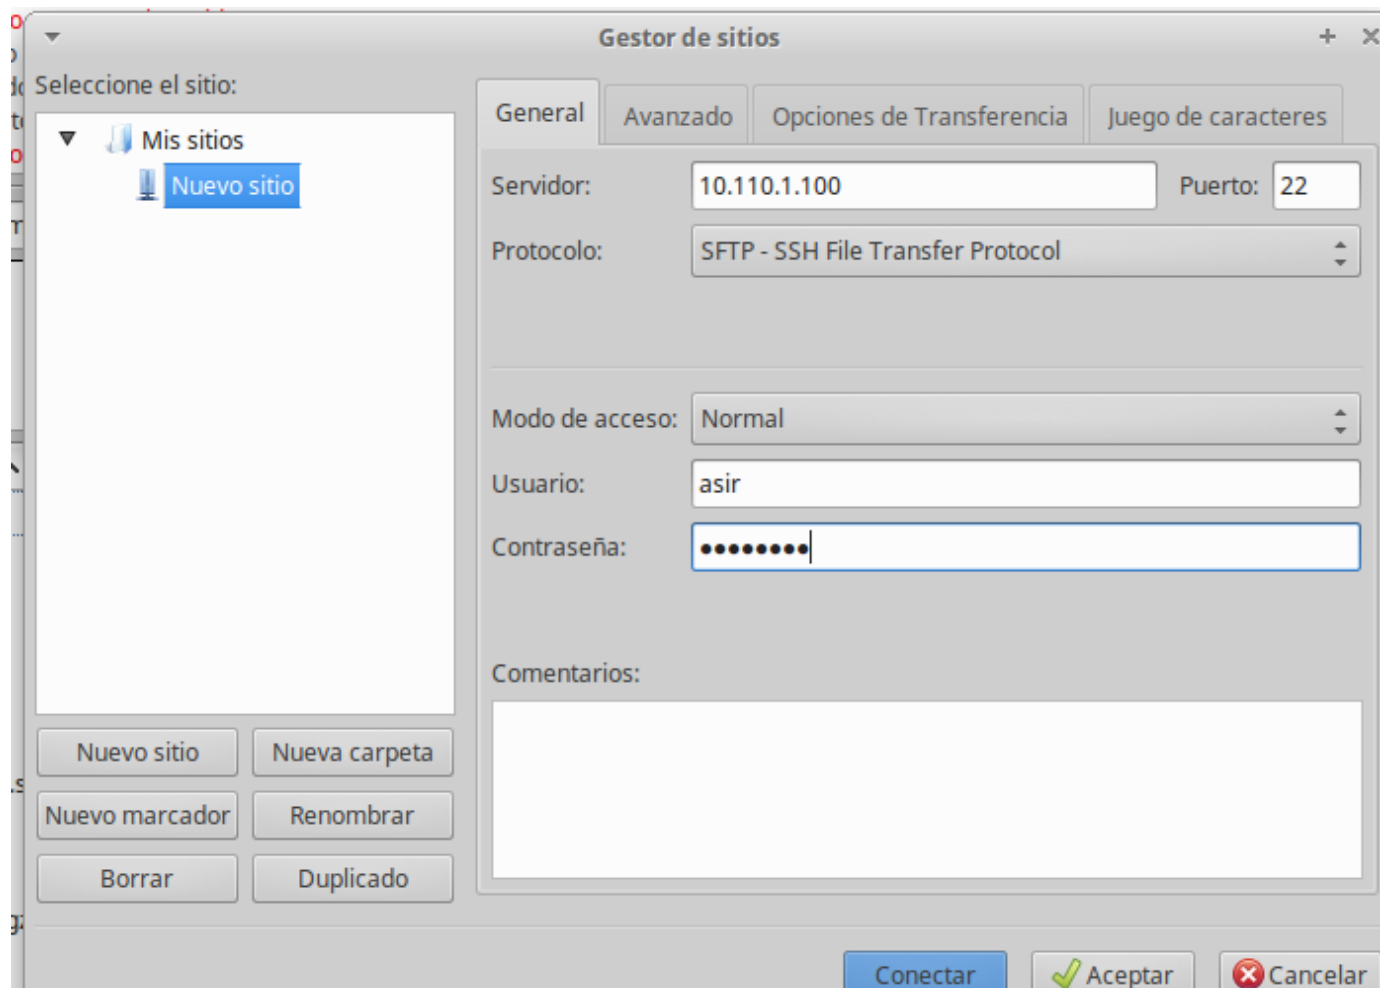 Gestor de sitios
Seleccione el sitio:
Mis sitios
Nuevo sitio
General Avanzado Opciones de Transferencia Juego de caracteres
Servidor: 10.110.1.100 Puerto: 22
Protocolo: SFTP - SSH File Transfer Protocol
Modo de acceso: Normal
Usuario: asir
Contraseña: ●●●●●●●●
Comentarios:
Nuevo sitio Nueva carpeta
Nuevo marcador Renombrar
Borrar Duplicado
Conectar Aceptar Cancelar